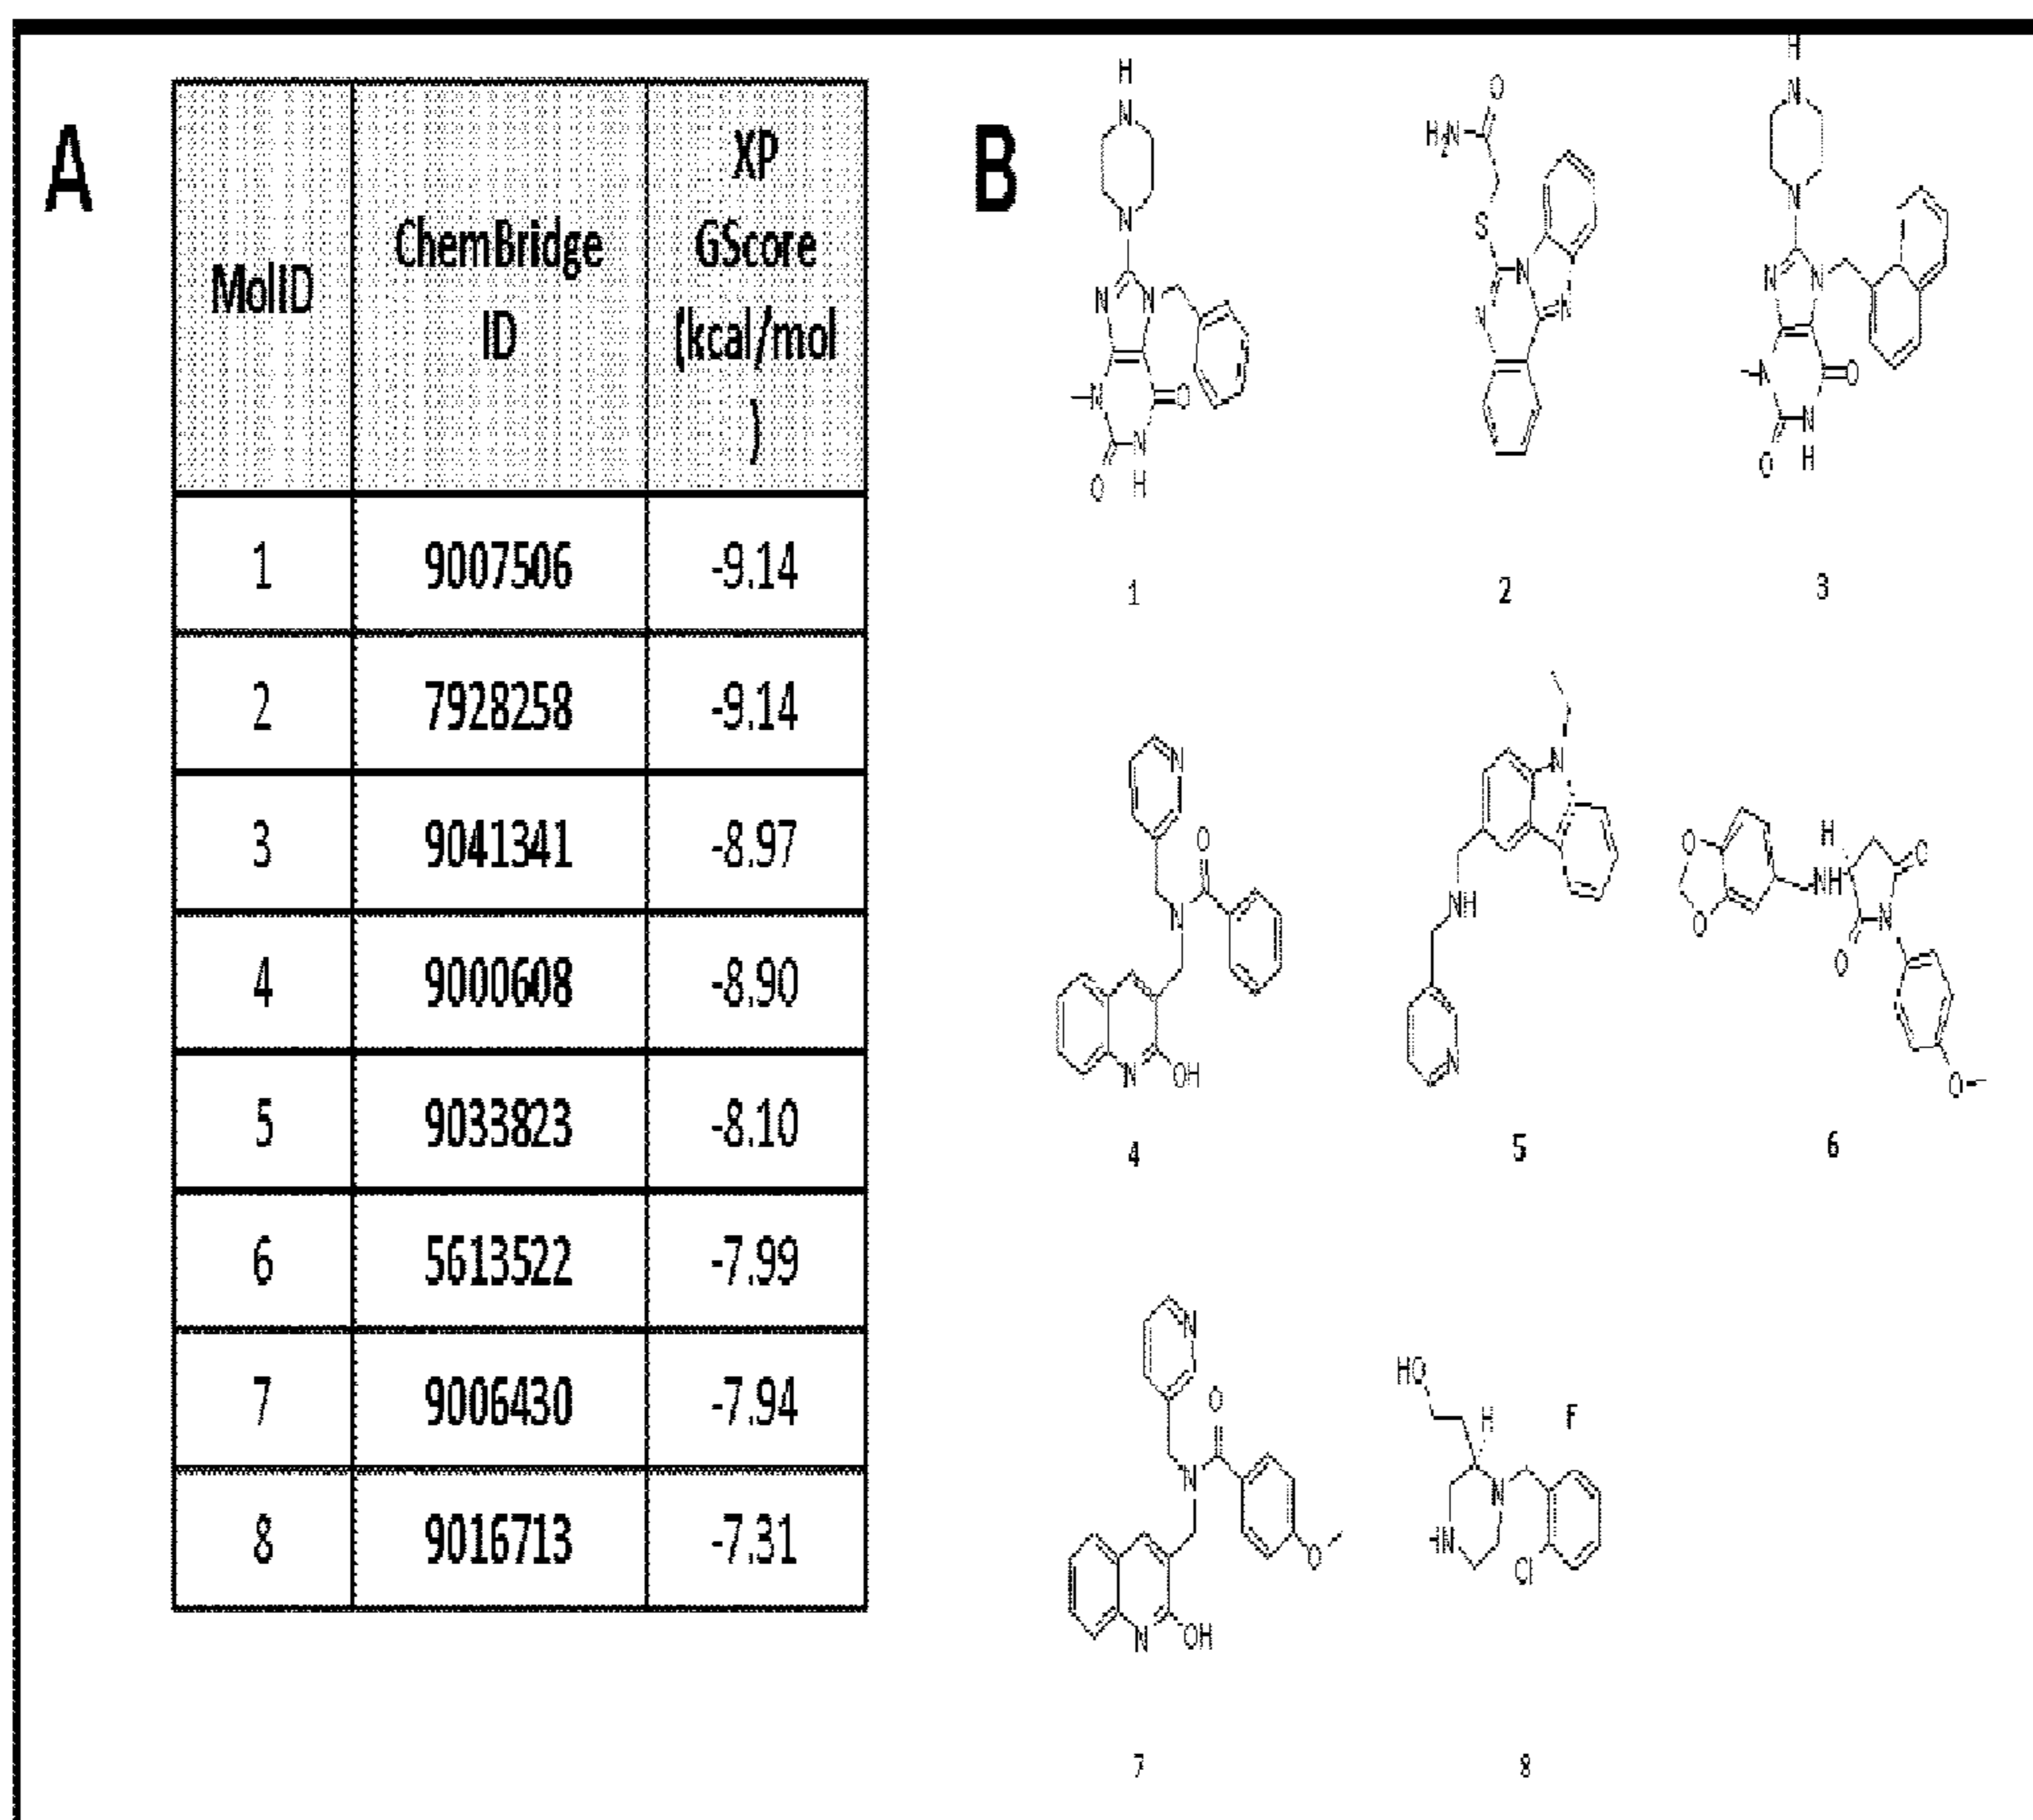 A
MolID
ChemBridge
ID
XP
GScore
(kcal/mol
)
1 9007506 -9.14
2 7928258 -9.14
3 9041341 -8.97
4 9000608 -8.90
5 9033823 -8.10
6 5613522 -7.99
7 9006430 -7.94
8 9016713 -7.31
B
H
N
N
N
N
N
O
N
O
H
1
O
H2N
S
N
N
N
2
H
N
N
N
N
N
O
N
O
H
3
N
O
N
N
OH
4
N
NH
N
5
O
O
H
NH
O
N
O
O
6
N
O
N
O
N
OH
7
HO
H
F
N
HN
Cl
8